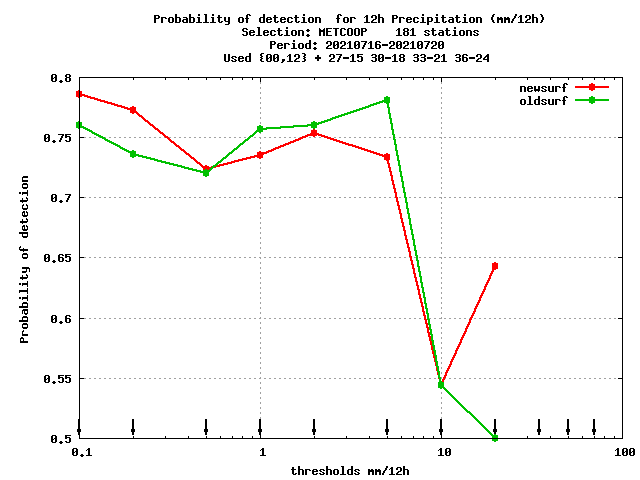 Probability of detection  for 12h Precipitation (mm/12h)
Selection: METCOOP    181 stations
Period: 20210716-20210720
Used {00,12} + 27-15 30-18 33-21 36-24
newsurf
oldsurf
0.8
0.75
0.7
0.65
0.6
0.55
0.5
Probability of detection
0.1 1 10 100
thresholds mm/12h